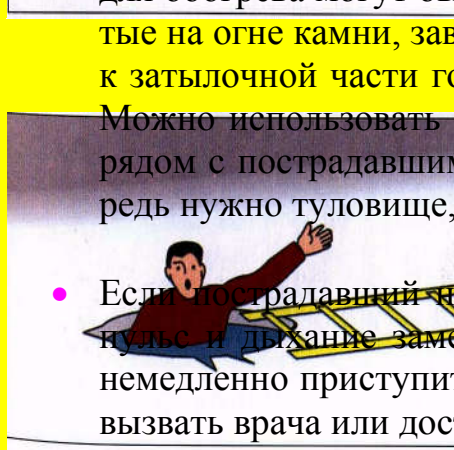 тые на огне камни, зав
к затылочной части го
Можно использовать
рядом с пострадавшим
редь нужно туловище,
• Если пострадавший н
пульс и дыхание заме
немедленно приступит
вызвать врача или дос